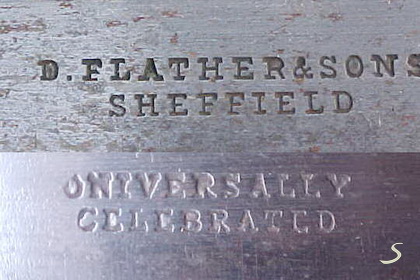 D. FLATHER & SONS
SHEFFIELD
UNIVERSALLY
CELEBRATED
S